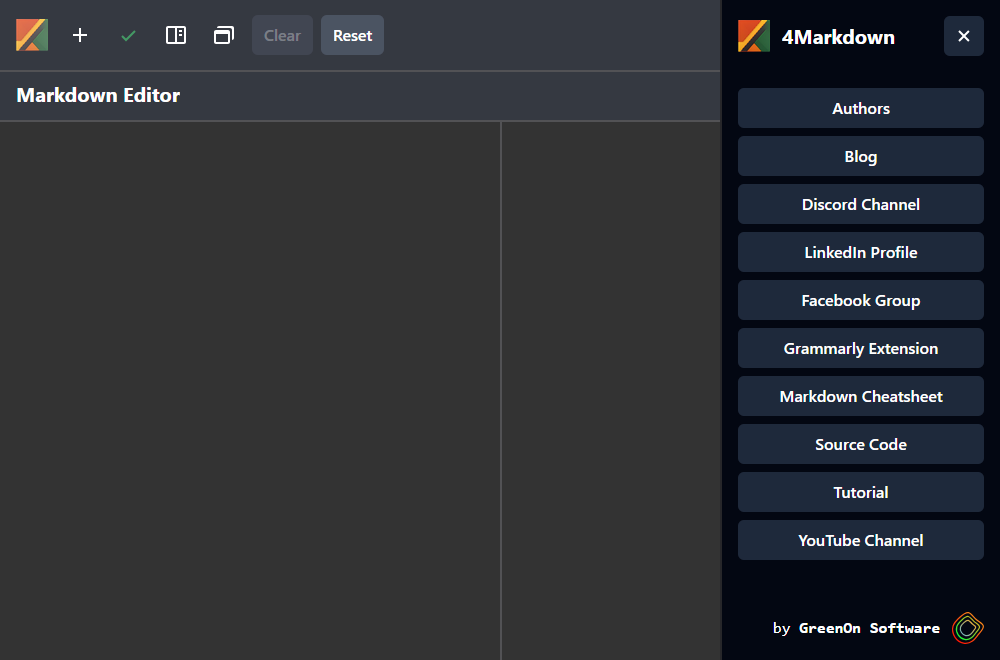 Clear
Reset
4Markdown
Markdown Editor
Authors
Blog
Discord Channel
LinkedIn Profile
Facebook Group
Grammarly Extension
Markdown Cheatsheet
Source Code
Tutorial
YouTube Channel
by GreenOn Software